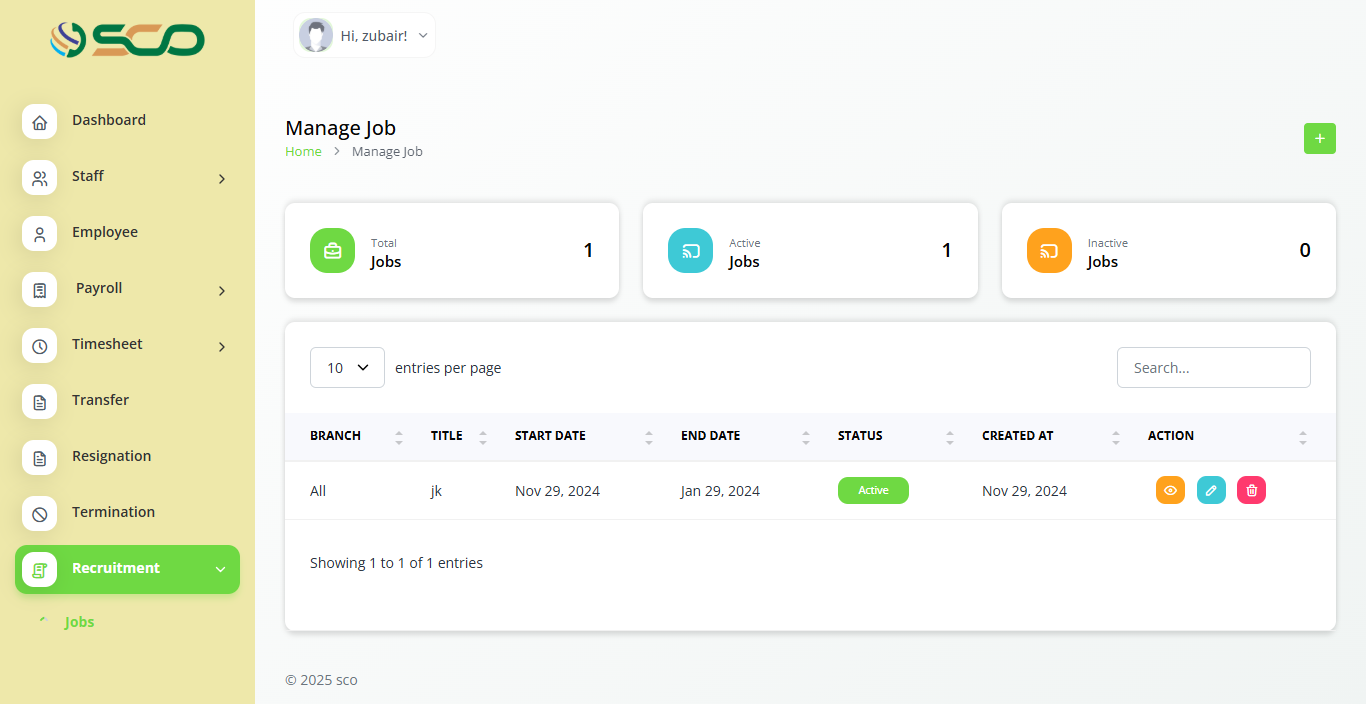 SCO
Hi, zubair!
Dashboard
Staff
Employee
Payroll
Timesheet
Transfer
Resignation
Termination
Recruitment
Jobs
Manage Job
Home Manage Job
+
Total
Jobs
1
Active
Jobs
1
Inactive
Jobs
0
10 entries per page
Search...
BRANCH TITLE START DATE END DATE STATUS CREATED AT ACTION
All jk Nov 29, 2024 Jan 29, 2024 Active Nov 29, 2024
Showing 1 to 1 of 1 entries
© 2025 sco